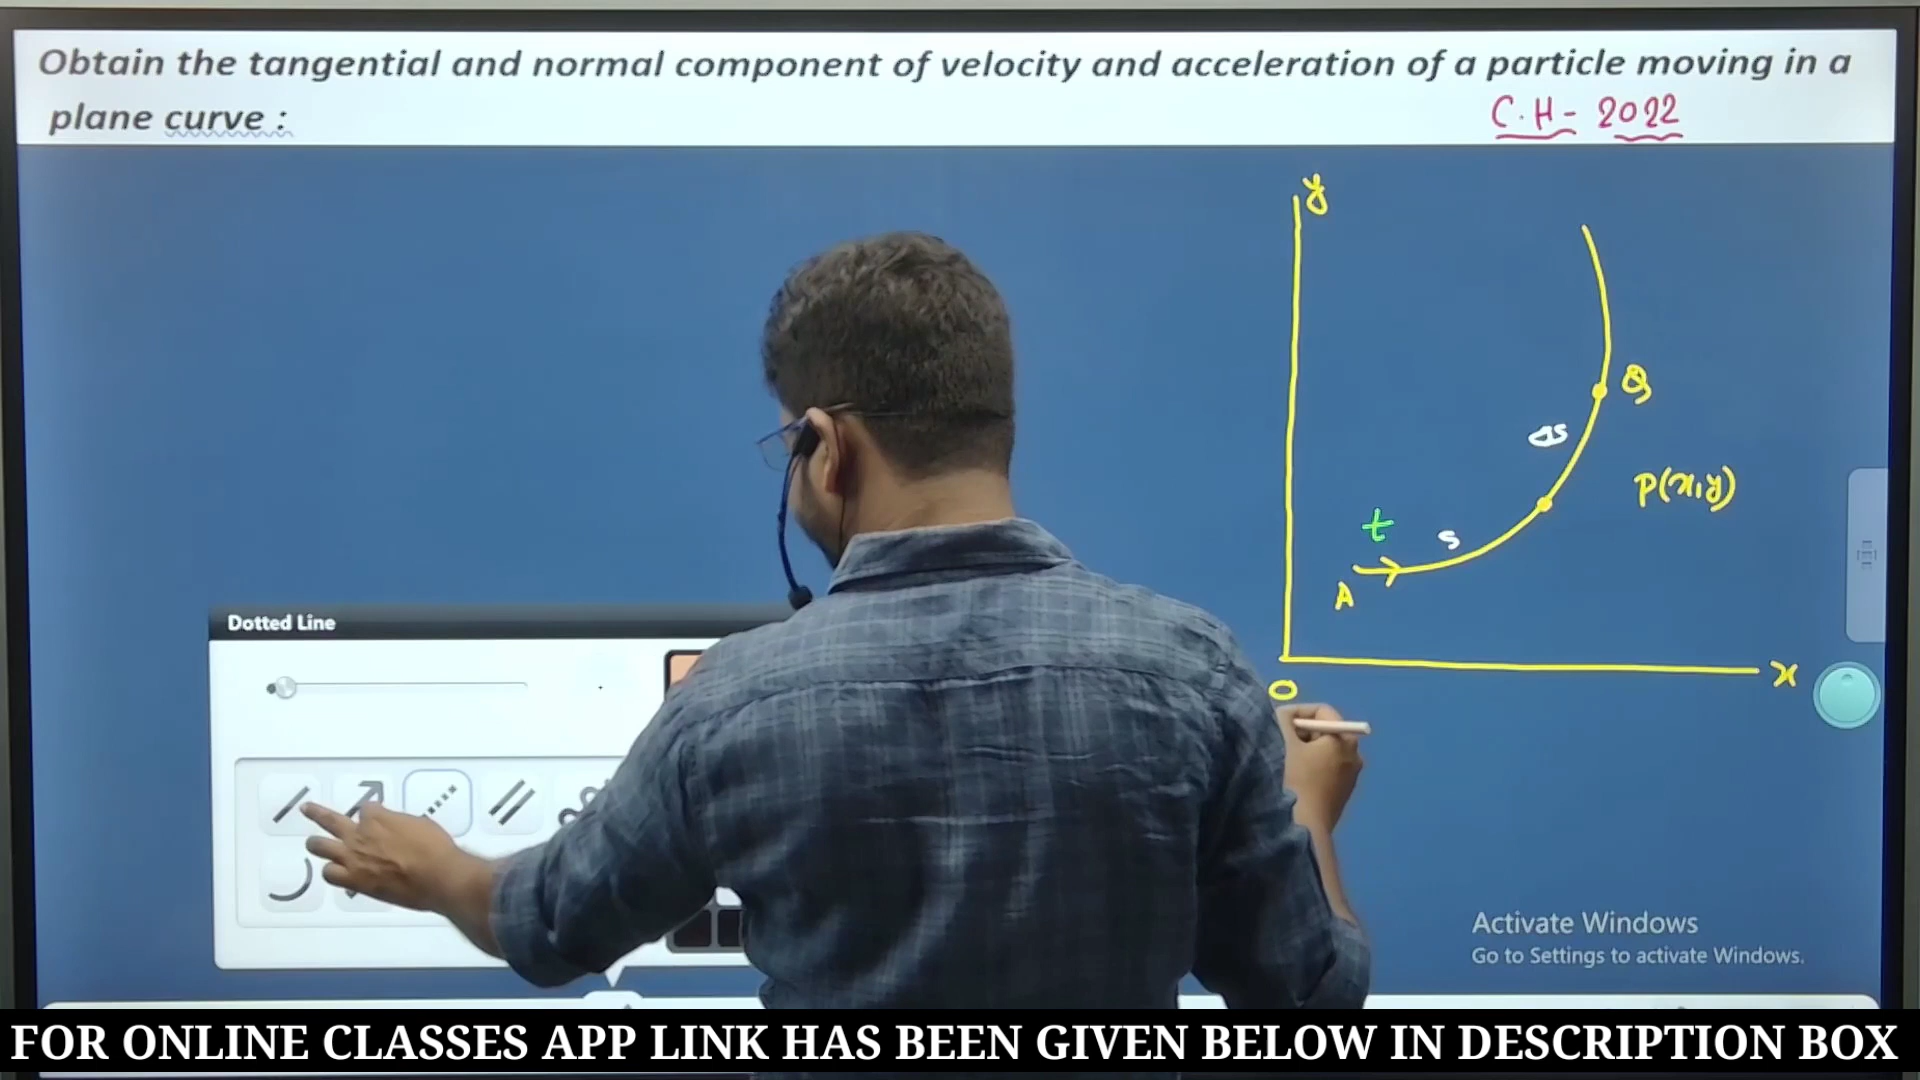 Obtain the tangential and normal component of velocity and acceleration of a particle moving in a
plane curve :
C.H- 2022
y
Q
Δs
P(x,y)
t
s
A
x
O
Dotted Line
Activate Windows
Go to Settings to activate Windows.
FOR ONLINE CLASSES APP LINK HAS BEEN GIVEN BELOW IN DESCRIPTION BOX